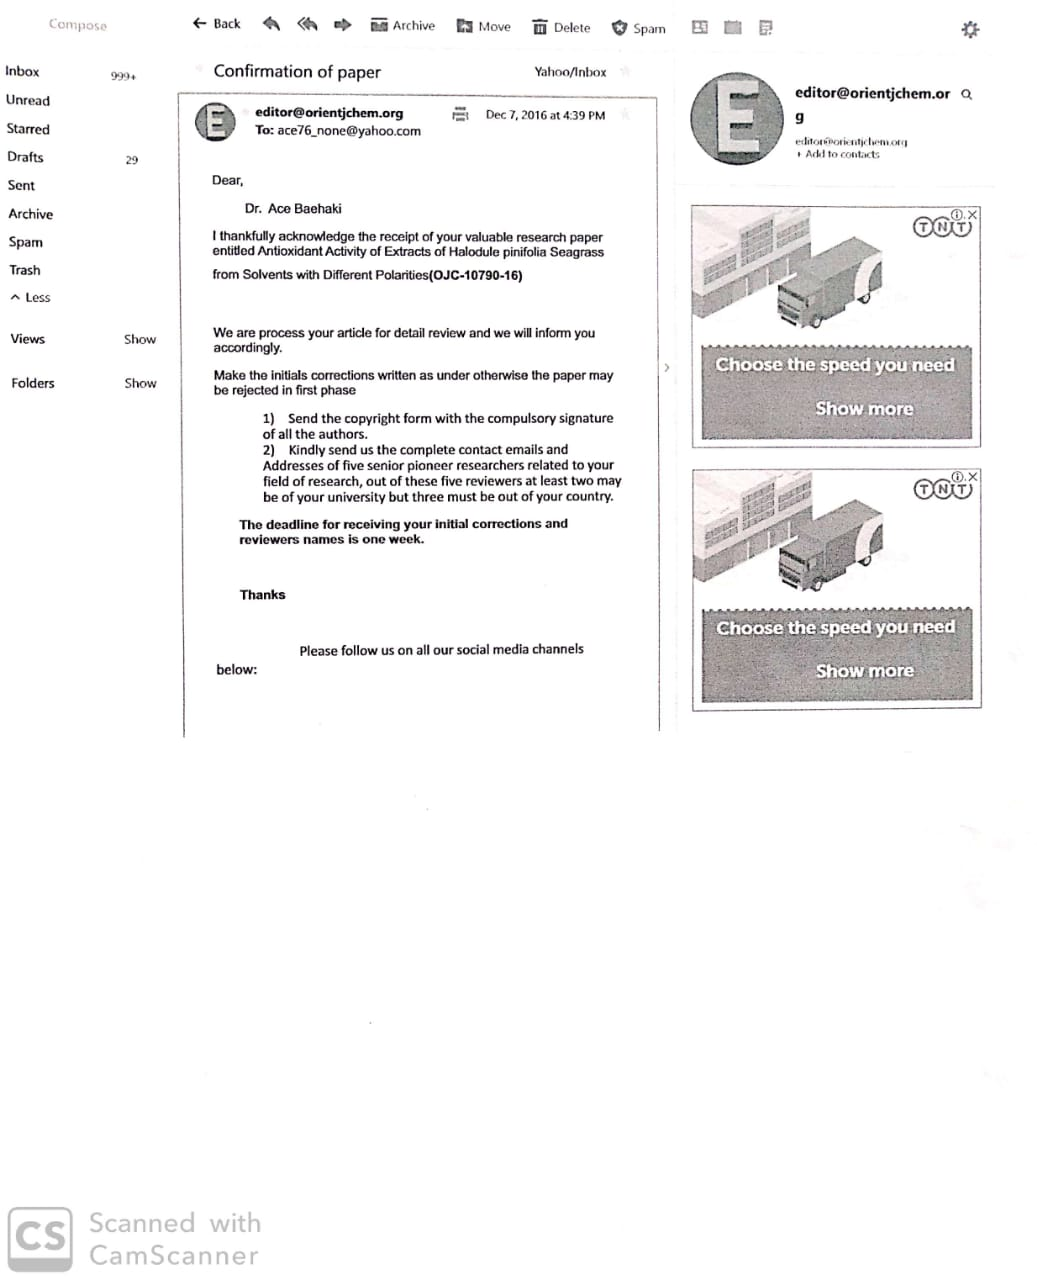 Compose
← Back
Archive
Move
Delete
Spam
Inbox 999+
Unread
Starred
Drafts 29
Sent
Archive
Spam
Trash
^ Less
Views Show
Folders Show
Confirmation of paper
Yahoo/Inbox
E
editor@orientjchem.org
Dec 7, 2016 at 4:39 PM
To: ace76_none@yahoo.com
Dear,
Dr. Ace Baehaki
I thankfully acknowledge the receipt of your valuable research paper
entitled Antioxidant Activity of Extracts of Halodule pinifolia Seagrass
from Solvents with Different Polarities(OJC-10790-16)
We are process your article for detail review and we will inform you
accordingly.
Make the initials corrections written as under otherwise the paper may
be rejected in first phase
1) Send the copyright form with the compulsory signature
of all the authors.
2) Kindly send us the complete contact emails and
Addresses of five senior pioneer researchers related to your
field of research, out of these five reviewers at least two may
be of your university but three must be out of your country.
The deadline for receiving your initial corrections and
reviewers names is one week.
Thanks
Please follow us on all our social media channels
below:
E
editor@orientjchem.or
g
editor@orientjchem.org
+ Add to contacts
TNT
Choose the speed you need
Show more
TNT
Choose the speed you need
Show more
CS
Scanned with
CamScanner